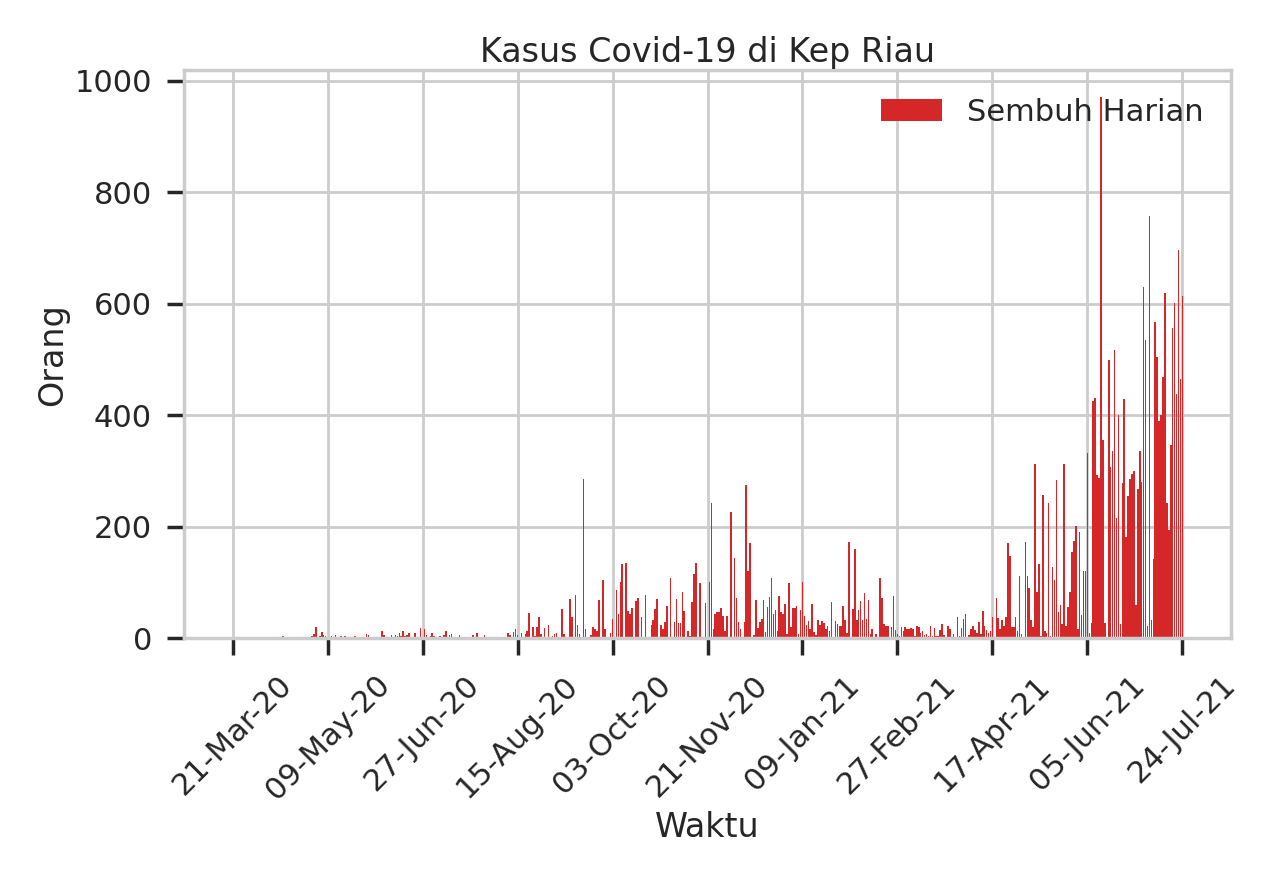 Kasus Covid-19 di Kep Riau
Sembuh Harian
1000
800
600
400
200
0
Orang
21-Mar-20
09-May-20
27-Jun-20
15-Aug-20
03-Oct-20
21-Nov-20
09-Jan-21
27-Feb-21
17-Apr-21
05-Jun-21
24-Jul-21
Waktu